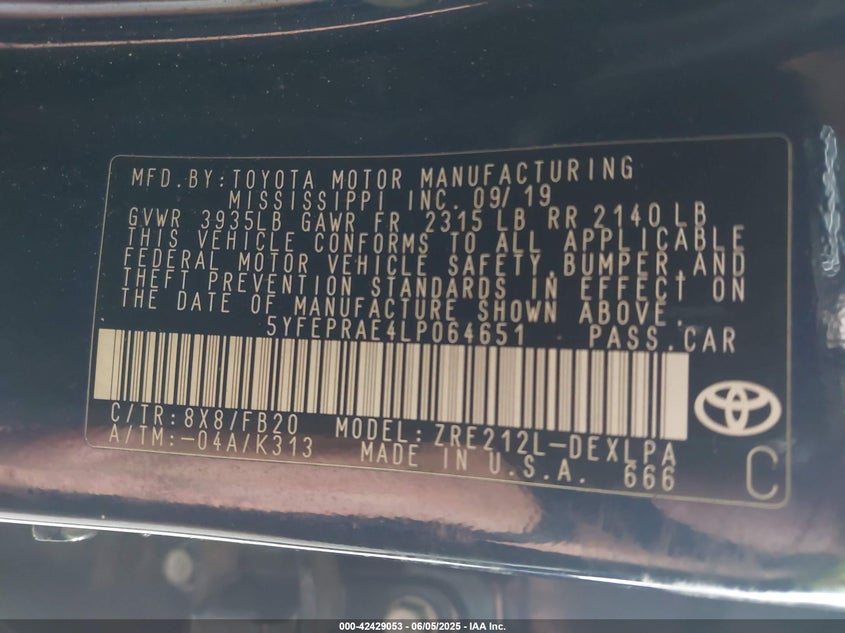 MFD.BY:TOYOTA MOTOR MANUFACTURING
MISSISSIPPI INC. 09/19
GVWR 3935LB GAWR FR 2315 LB RR 2140 LB
THIS VEHICLE CONFORMS TO ALL APPLICABLE
FEDERAL MOTOR VEHICLE SAFETY,BUMPER,AND
THEFT PREVENTION STANDARDS IN EFFECT ON
THE DATE OF MANUFACTURE SHOWN ABOVE.
5YFEPRAE4LP064651 PASS.CAR
C/TR:8X8/FB20 MODEL:ZRE212L-DEXLPA
A/TM:-04A/K313 MADE IN U.S.A. 666
C
000-42429053 - 06/05/2025 - IAA Inc.